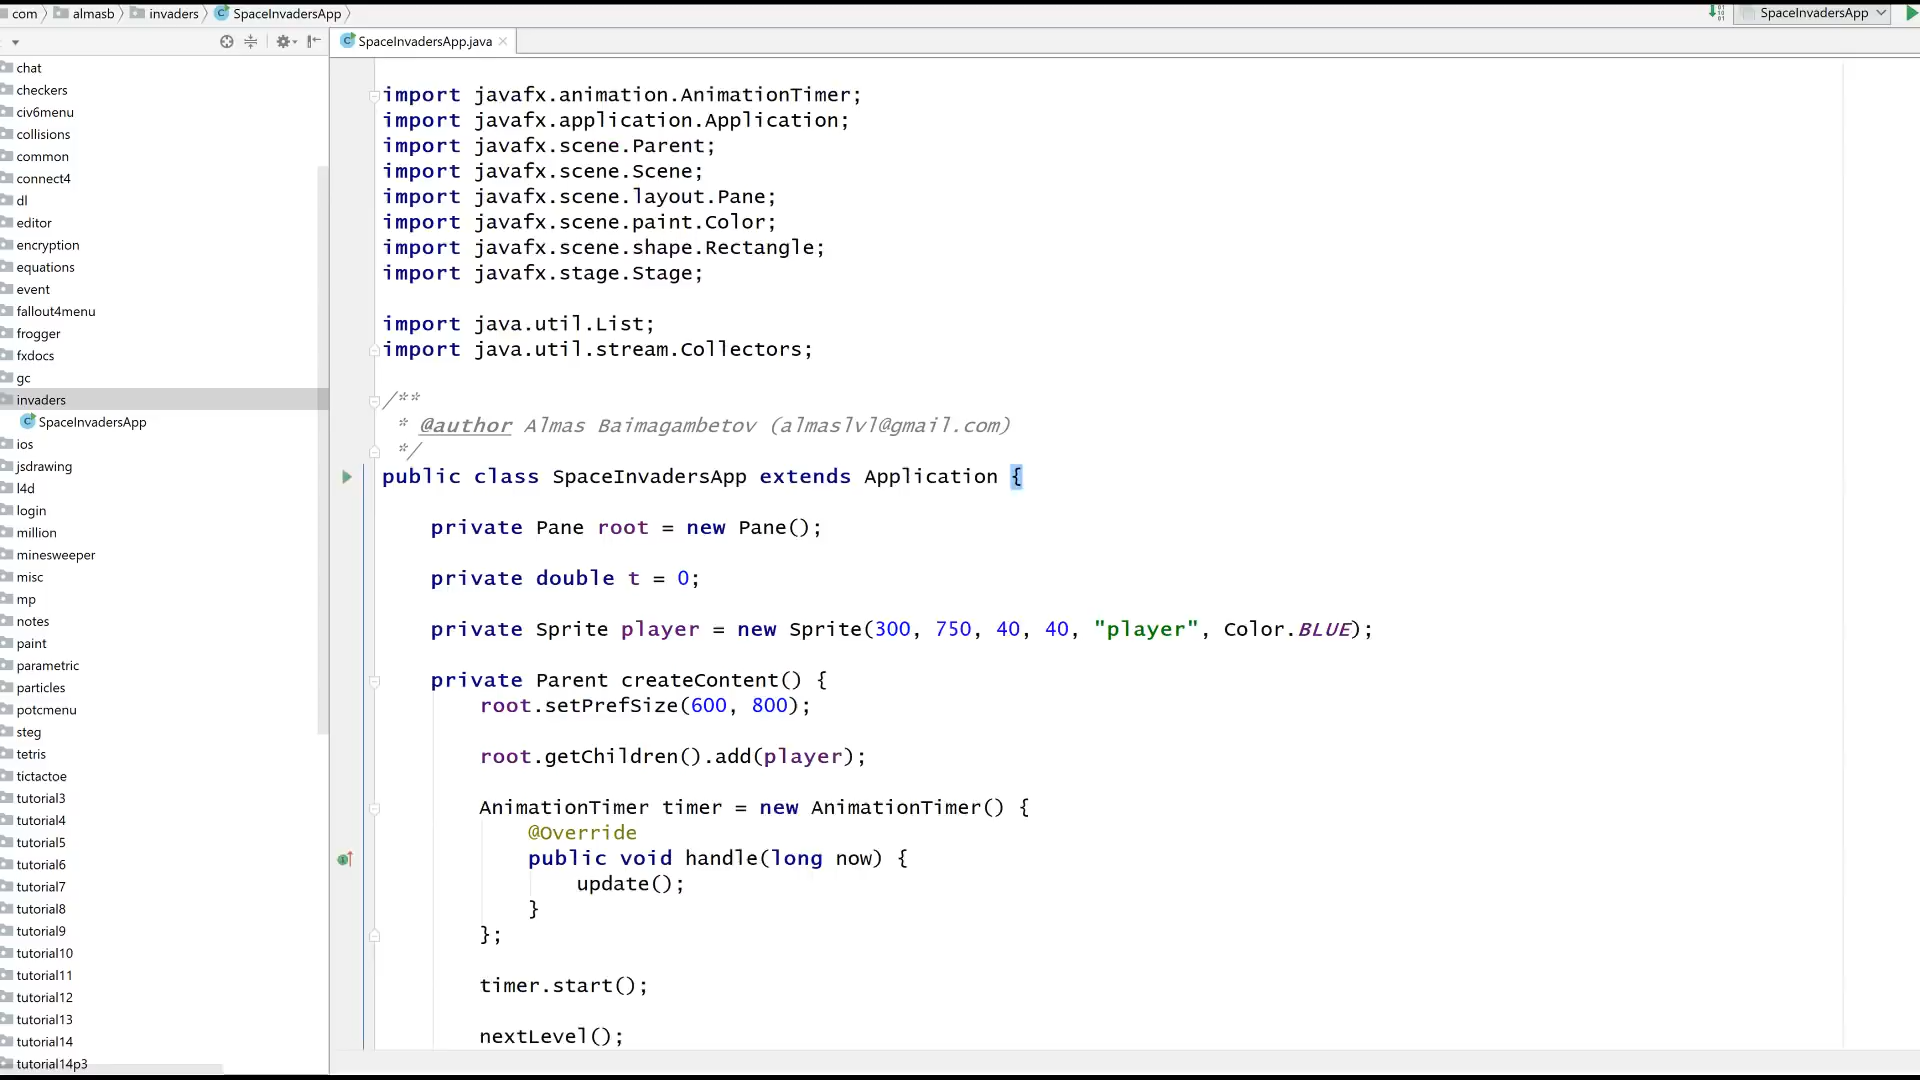 com almasb invaders SpaceInvadersApp
SpaceInvadersApp
SpaceInvadersApp.java
chat
checkers
civ6menu
collisions
common
connect4
dl
editor
encryption
equations
event
fallout4menu
frogger
fxdocs
gc
invaders
SpaceInvadersApp
ios
jsdrawing
l4d
login
million
minesweeper
misc
mp
notes
paint
parametric
particles
potcmenu
steg
tetris
tictactoe
tutorial3
tutorial4
tutorial5
tutorial6
tutorial7
tutorial8
tutorial9
tutorial10
tutorial11
tutorial12
tutorial13
tutorial14
tutorial14p3
import javafx.animation.AnimationTimer;
import javafx.application.Application;
import javafx.scene.Parent;
import javafx.scene.Scene;
import javafx.scene.layout.Pane;
import javafx.scene.paint.Color;
import javafx.scene.shape.Rectangle;
import javafx.stage.Stage;
import java.util.List;
import java.util.stream.Collectors;
/**
* @author Almas Baimagambetov (almaslvl@gmail.com)
*/
public class SpaceInvadersApp extends Application {
private Pane root = new Pane();
private double t = 0;
private Sprite player = new Sprite(300, 750, 40, 40, "player", Color.BLUE);
private Parent createContent() {
root.setPrefSize(600, 800);
root.getChildren().add(player);
AnimationTimer timer = new AnimationTimer() {
@Override
public void handle(long now) {
update();
}
};
timer.start();
nextLevel();